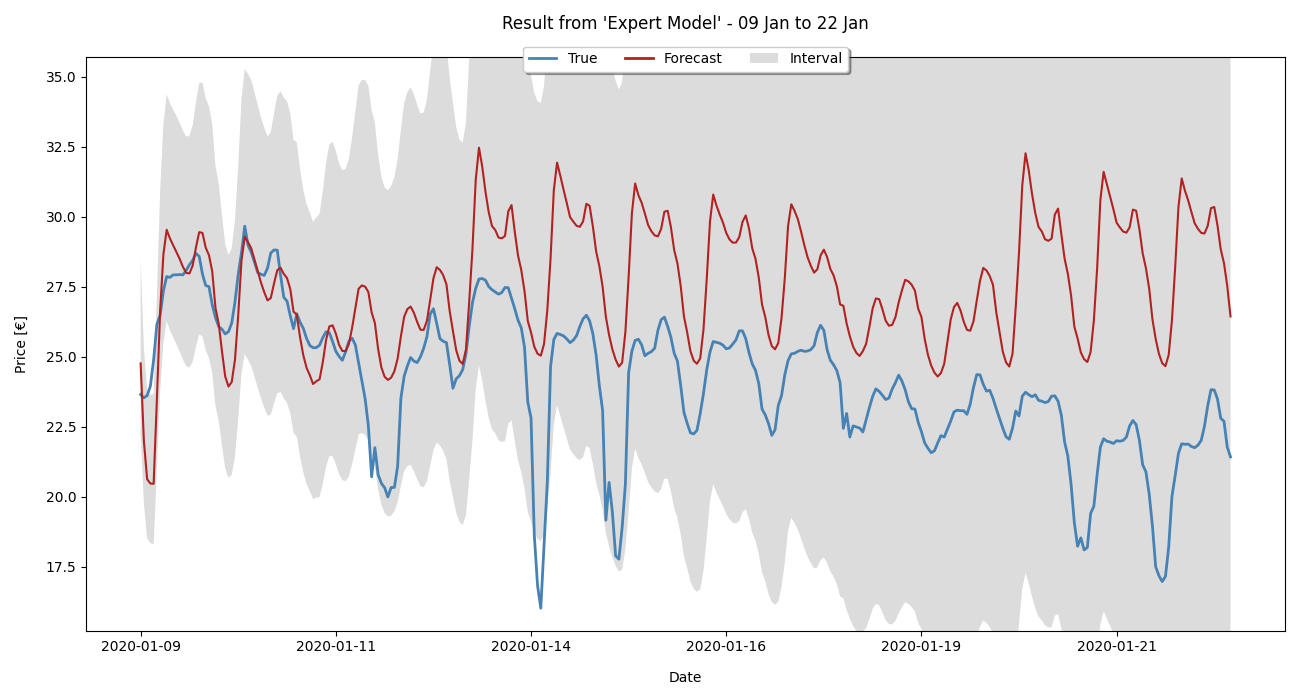 Result from 'Expert Model' - 09 Jan to 22 Jan
True Forecast Interval
35.0
32.5
30.0
27.5
25.0
22.5
20.0
17.5
Price [€]
2020-01-09 2020-01-11 2020-01-14 2020-01-16 2020-01-19 2020-01-21
Date